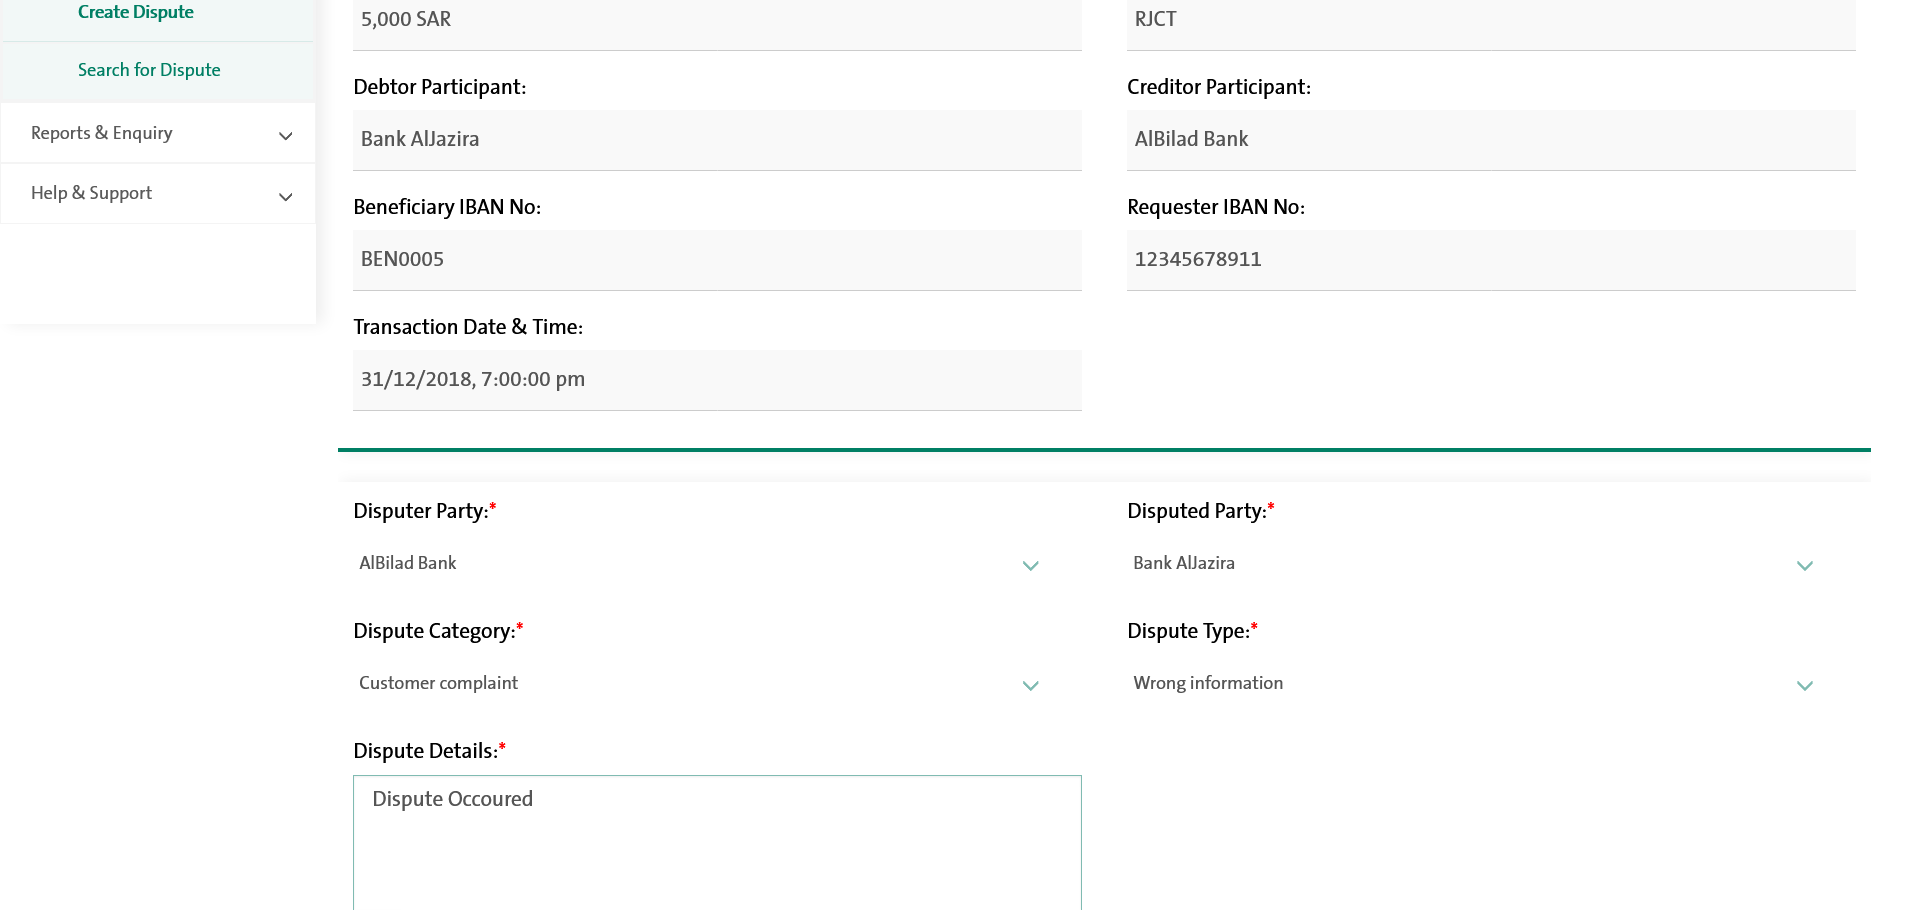 Create Dispute
Search for Dispute
Reports & Enquiry
Help & Support
5,000 SAR
RJCT
Debtor Participant:
Creditor Participant:
Bank AlJazira
AlBilad Bank
Beneficiary IBAN No:
Requester IBAN No:
BEN0005
12345678911
Transaction Date & Time:
31/12/2018, 7:00:00 pm
Disputer Party:*
Disputed Party:*
AlBilad Bank
Bank AlJazira
Dispute Category:*
Dispute Type:*
Customer complaint
Wrong information
Dispute Details:*
Dispute Occoured